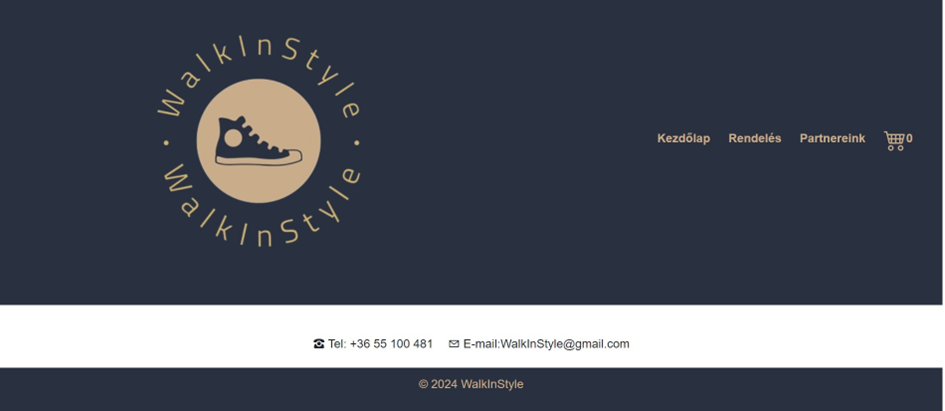 WalkInStyle
WalkInStyle
Kezdőlap Rendelés Partnereink 0
Tel: +36 55 100 481 E-mail:WalkInStyle@gmail.com
© 2024 WalkInStyle